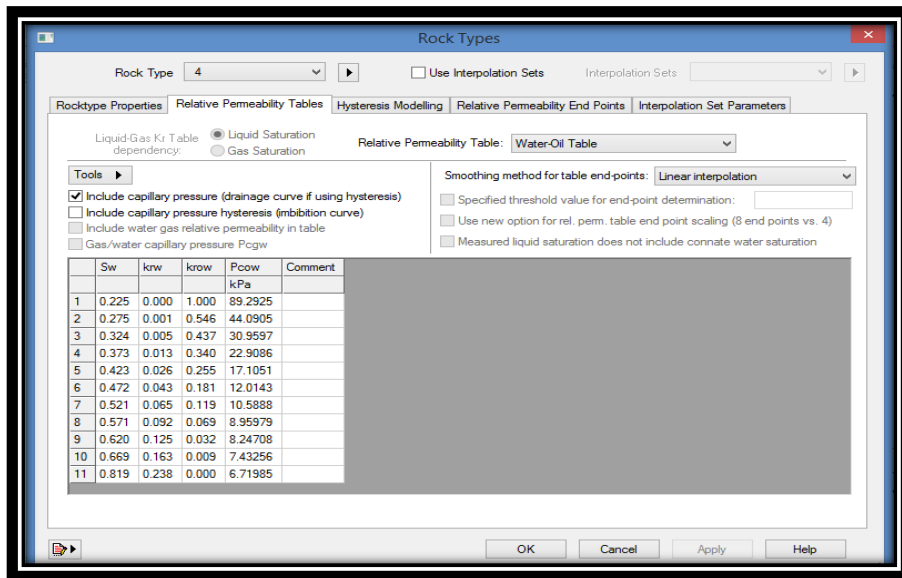 Rock Types
Rock Type 4 Use Interpolation Sets Interpolation Sets
Rocktype Properties Relative Permeability Tables Hysteresis Modelling Relative Permeability End Points Interpolation Set Parameters
Liquid-Gas Kr Table dependency:
Liquid Saturation
Gas Saturation
Relative Permeability Table: Water-Oil Table
Tools
Include capillary pressure (drainage curve if using hysteresis)
Include capillary pressure hysteresis (imbibition curve)
Include water gas relative permeability in table
Gas/water capillary pressure Pcgw
Smoothing method for table end-points: Linear interpolation
Specified threshold value for end-point determination:
Use new option for rel. perm. table end point scaling (8 end points vs. 4)
Measured liquid saturation does not include connate water saturation
Sw krw krow Pcow Comment
kPa
1 0.225 0.000 1.000 89.2925
2 0.275 0.001 0.546 44.0905
3 0.324 0.005 0.437 30.9597
4 0.373 0.013 0.340 22.9086
5 0.423 0.026 0.255 17.1051
6 0.472 0.043 0.181 12.0143
7 0.521 0.065 0.119 10.5888
8 0.571 0.092 0.069 8.95979
9 0.620 0.125 0.032 8.24708
10 0.669 0.163 0.009 7.43256
11 0.819 0.238 0.000 6.71985
OK Cancel Apply Help